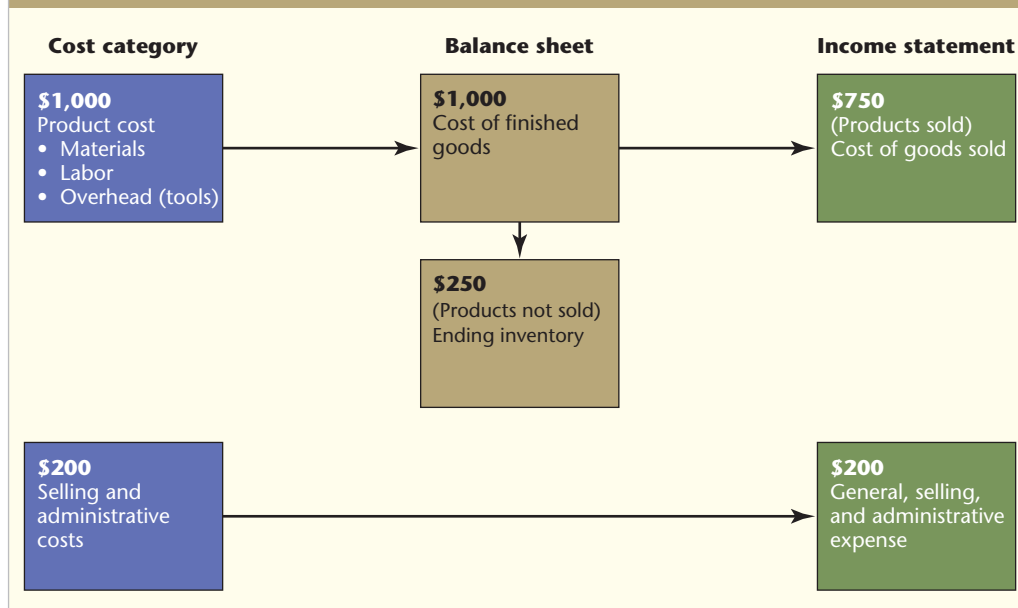 Cost category
Balance sheet
Income statement
$1,000
Product cost
• Materials
• Labor
• Overhead (tools)
$1,000
Cost of finished
goods
$750
(Products sold)
Cost of goods sold
$250
(Products not sold)
Ending inventory
$200
Selling and
administrative
costs
$200
General, selling,
and administrative
expense